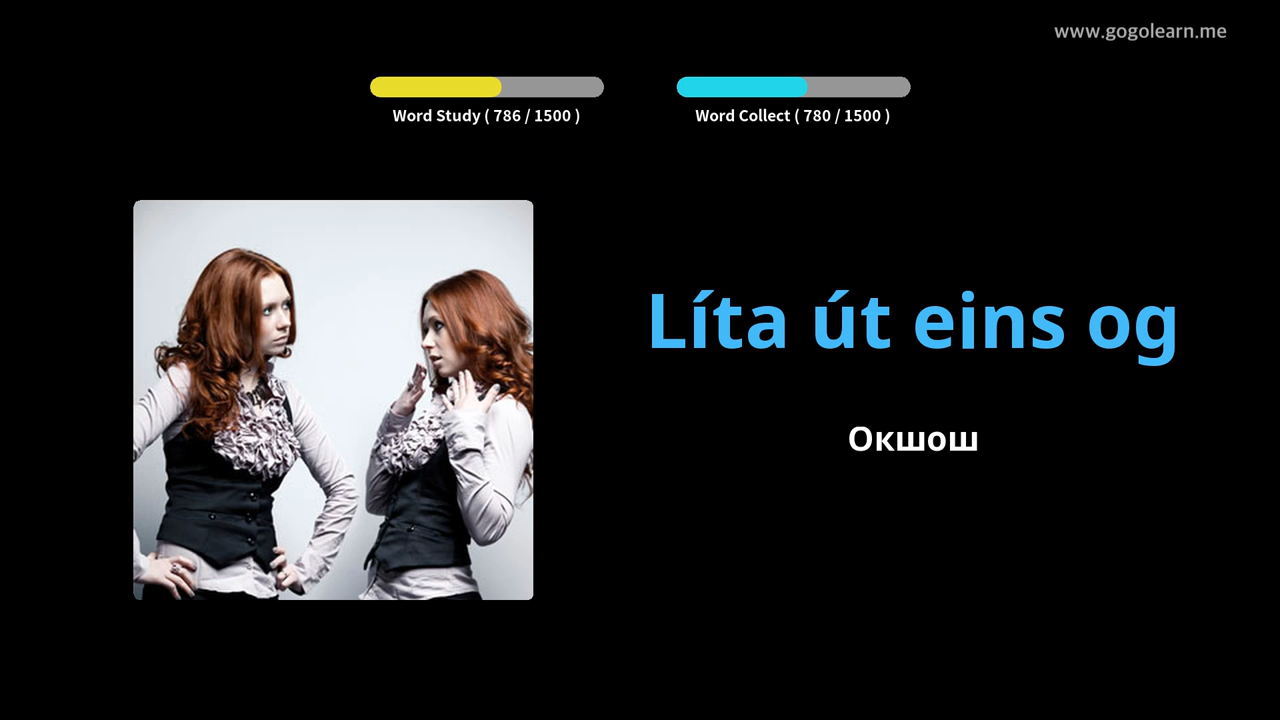 www.gogolearn.me
Word Study ( 786 / 1500 )
Word Collect ( 780 / 1500 )
Líta út eins og
Окшош